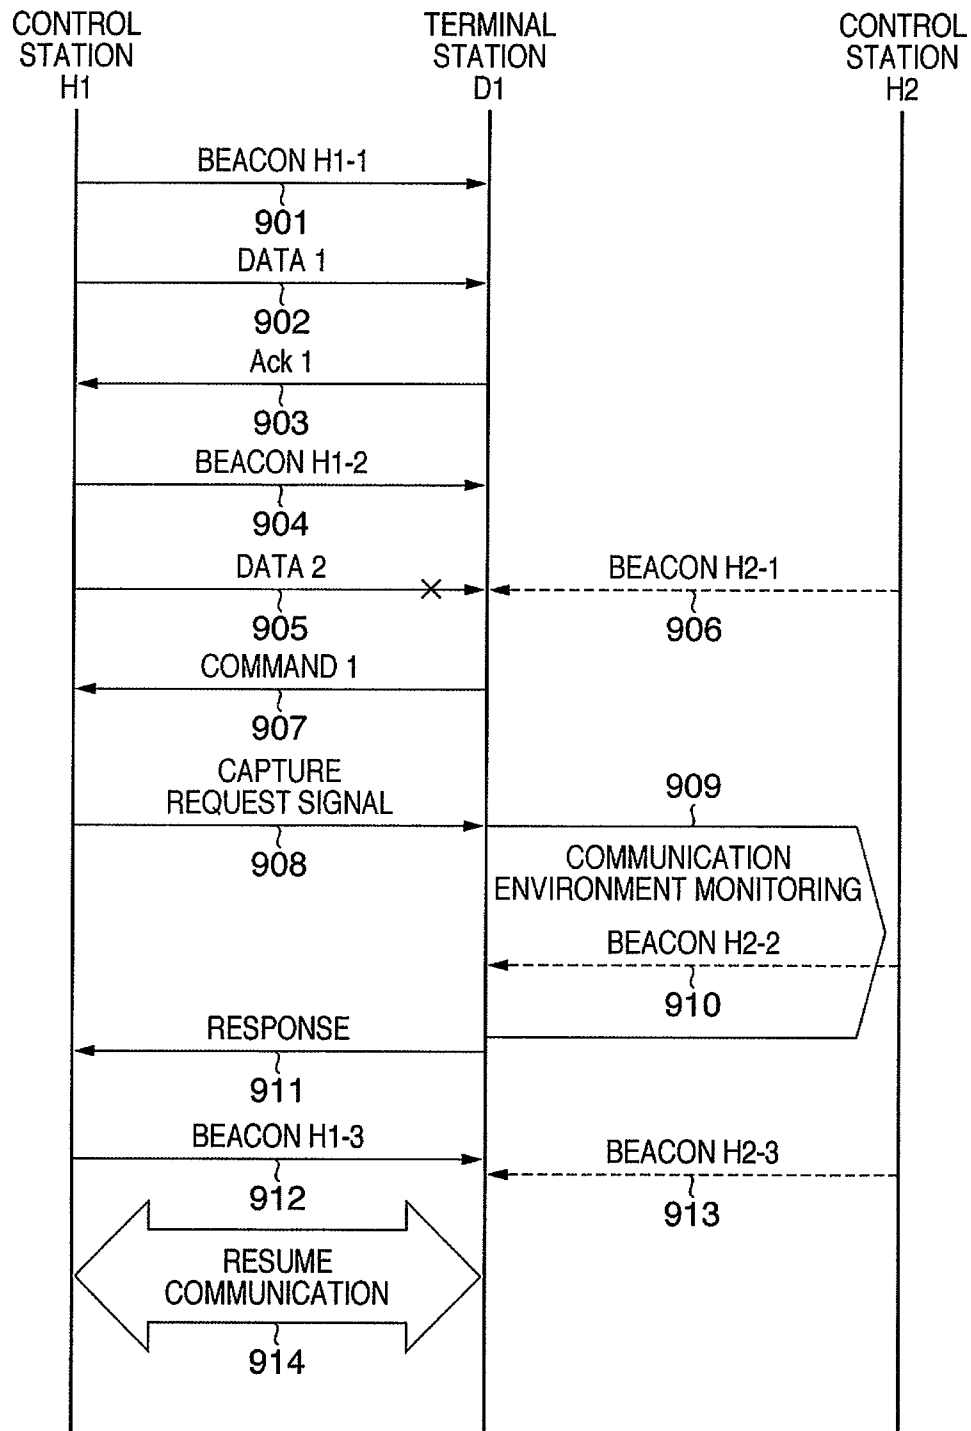 CONTROL
STATION
H1
TERMINAL
STATION
D1
CONTROL
STATION
H2
BEACON H1-1
901
DATA 1
902
Ack 1
903
BEACON H1-2
904
DATA 2
905
BEACON H2-1
906
COMMAND 1
907
CAPTURE
REQUEST SIGNAL
908
909
COMMUNICATION
ENVIRONMENT MONITORING
BEACON H2-2
910
RESPONSE
911
BEACON H1-3
912
BEACON H2-3
913
RESUME
COMMUNICATION
914